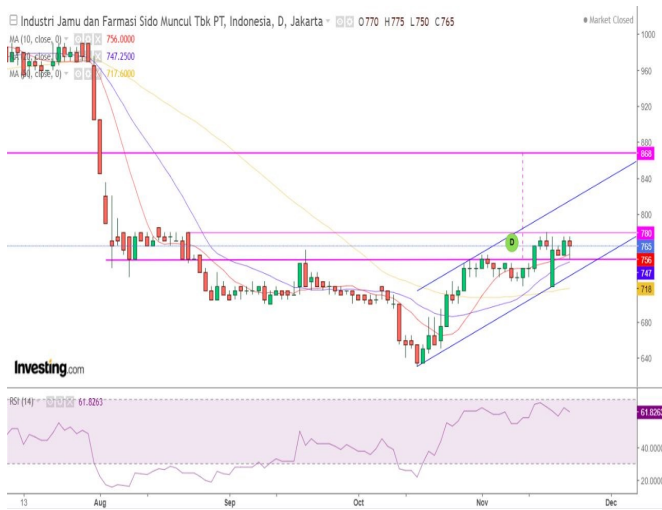 Industri Jamu dan Farmasi Sido Muncul Tbk PT, Indonesia, D, Jakarta O770 H775 L750 C765
Market Closed
MA (10, close, 0) 756.0000
close, 0) 747.2500
MA close, 0) 717.6000
1000
960
920
880
868
840
800
780
765
756
747
718
680
640
D
Investing.com
RSI (14) 61.8263
61.8263
40.0000
20.0000
13 Aug Sep Oct Nov Dec